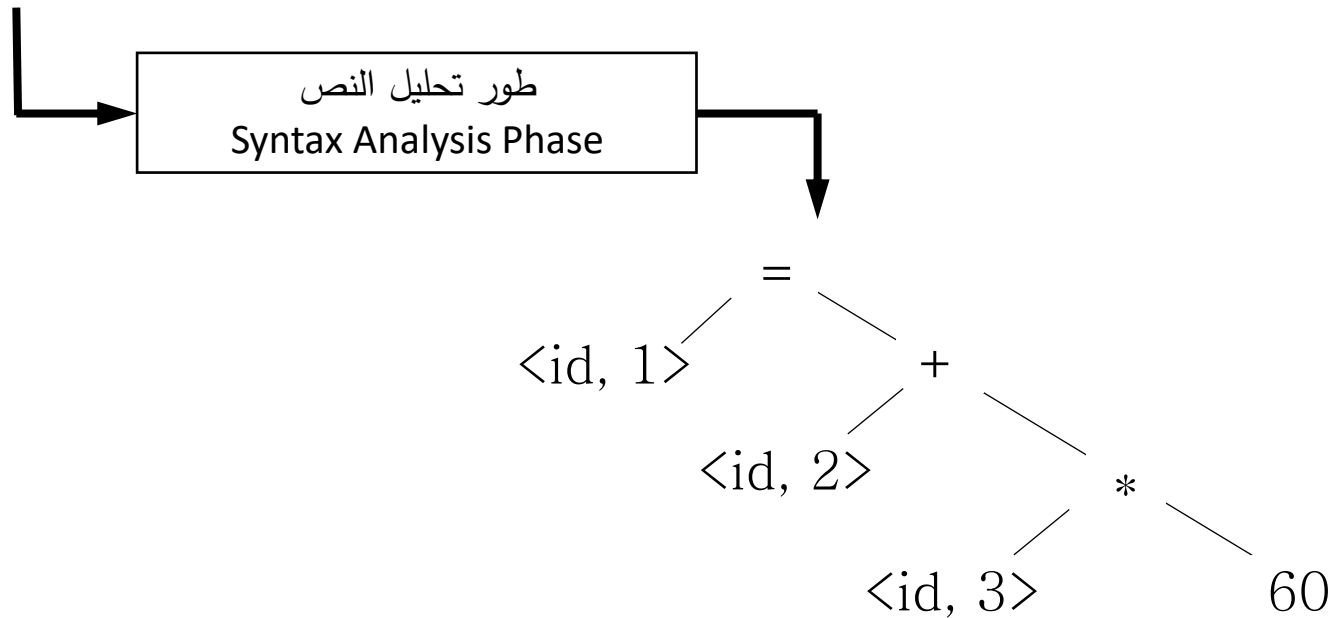 طور تحليل النص
Syntax Analysis Phase
=
<id, 1>
+
<id, 2>
*
<id, 3>
60